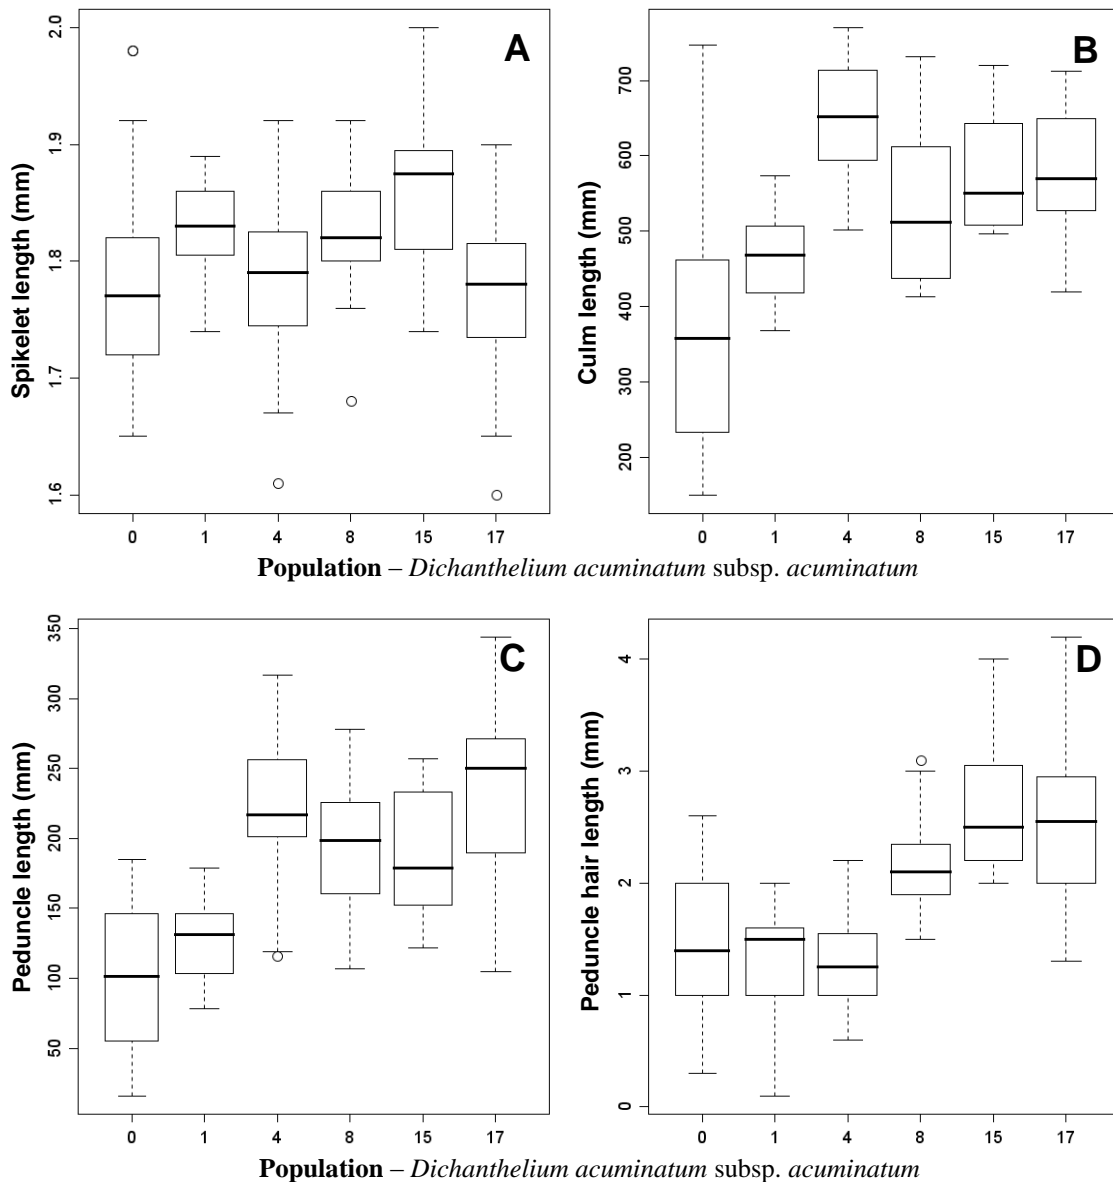 A
Spikelet length (mm)
2.0
1.9
1.8
1.7
1.6
0 1 4 8 15 17
B
Culm length (mm)
700
600
500
400
300
200
0 1 4 8 15 17
Population – Dichanthelium acuminatum subsp. acuminatum
C
Peduncle length (mm)
350
300
250
200
150
100
50
0 1 4 8 15 17
D
Peduncle hair length (mm)
4
3
2
1
0
0 1 4 8 15 17
Population – Dichanthelium acuminatum subsp. acuminatum